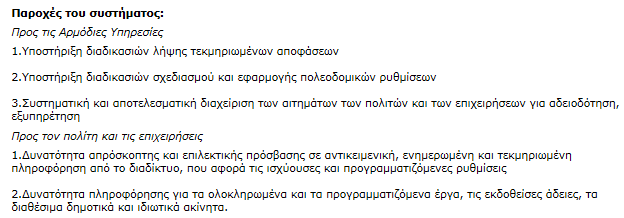 Παροχές του συστήματος:
Προς τις Αρμόδιες Υπηρεσίες
1.Υποστήριξη διαδικασιών λήψης τεκμηριωμένων αποφάσεων
2.Υποστήριξη διαδικασιών σχεδιασμού και εφαρμογής πολεοδομικών ρυθμίσεων
3.Συστηματική και αποτελεσματική διαχείριση των αιτημάτων των πολιτών και των επιχειρήσεων για αδειοδότηση,
εξυπηρέτηση
Προς τον πολίτη και τις επιχειρήσεις
1.Δυνατότητα απρόσκοπτης και επιλεκτικής πρόσβασης σε αντικειμενική, ενημερωμένη και τεκμηριωμένη
πληροφόρηση από το διαδίκτυο, που αφορά τις ισχύουσες και προγραμματιζόμενες ρυθμίσεις
2.Δυνατότητα πληροφόρησης για τα ολοκληρωμένα και τα προγραμματιζόμενα έργα, τις εκδοθείσες άδειες, τα
διαθέσιμα δημοτικά και ιδιωτικά ακίνητα.